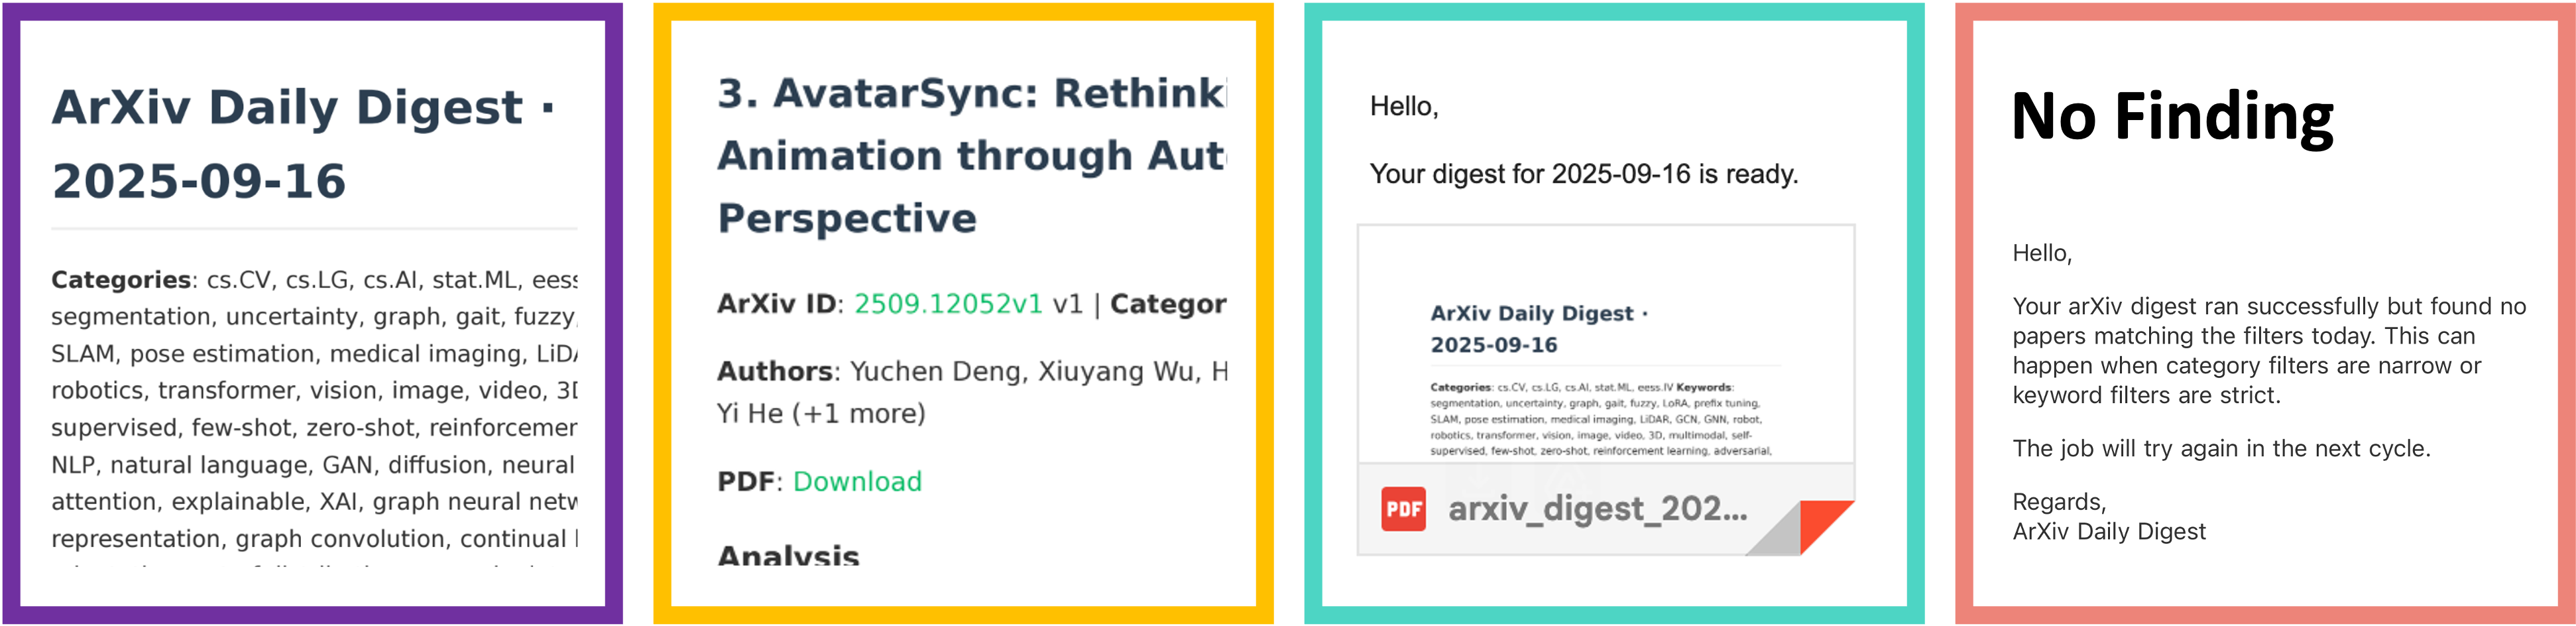 ArXiv Daily Digest ·
2025-09-16
Categories: cs.CV, cs.LG, cs.AI, stat.ML, eess
segmentation, uncertainty, graph, gait, fuzzy,
SLAM, pose estimation, medical imaging, LiDA
robotics, transformer, vision, image, video, 3D
supervised, few-shot, zero-shot, reinforcemen
NLP, natural language, GAN, diffusion, neural
attention, explainable, XAI, graph neural netw
representation, graph convolution, continual l
3. AvatarSync: Rethinki
Animation through Auto
Perspective
ArXiv ID: 2509.12052v1 v1 | Categor
Authors: Yuchen Deng, Xiuyang Wu, H
Yi He (+1 more)
PDF: Download
Analysis
Hello,
Your digest for 2025-09-16 is ready.
ArXiv Daily Digest ·
2025-09-16
Categories: cs.CV, cs.LG, cs.AI, stat.ML, eess.IV Keywords:
segmentation, uncertainty, graph, gait, fuzzy, LoRA, prefix tuning,
SLAM, pose estimation, medical imaging, LiDAR, GCN, GNN, robot,
robotics, transformer, vision, image, video, 3D, multimodal, self-
supervised, few-shot, zero-shot, reinforcement learning, adversarial,
PDF arxiv_digest_202...
No Finding
Hello,
Your arXiv digest ran successfully but found no
papers matching the filters today. This can
happen when category filters are narrow or
keyword filters are strict.
The job will try again in the next cycle.
Regards,
ArXiv Daily Digest